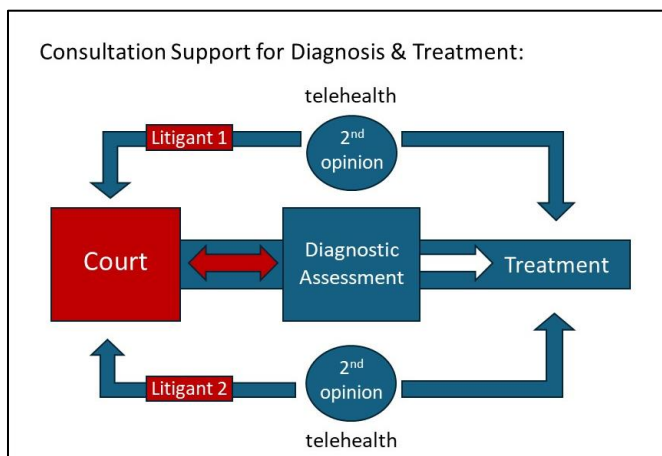 Consultation Support for Diagnosis & Treatment:
telehealth
Litigant 1
2nd
opinion
Court
Diagnostic
Assessment
Treatment
Litigant 2
2nd
opinion
telehealth